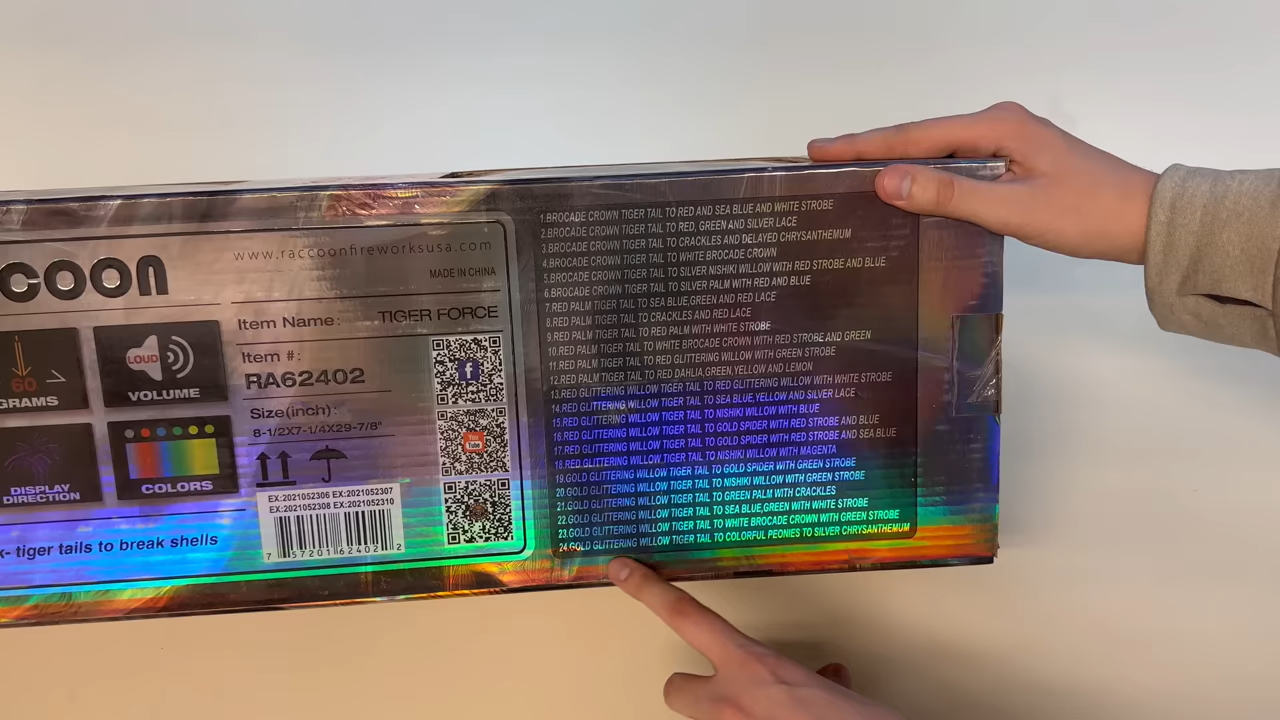 COON
60
GRAMS
LOUD
VOLUME
DISPLAY
DIRECTION
COLORS
- tiger tails to break shells
www.raccoonfireworksusa.com
MADE IN CHINA
Item Name: TIGER FORCE
Item #:
RA62402
Size(inch):
8-1/2X7-1/4X29-7/8"
EX:2021052306 EX:2021052307
EX:2021052308 EX:2021052310
7 57201 62402 2
f
You
Tube
1.BROCADE CROWN TIGER TAIL TO RED AND SEA BLUE AND WHITE STROBE
2.BROCADE CROWN TIGER TAIL TO RED, GREEN AND SILVER LACE
3.BROCADE CROWN TIGER TAIL TO CRACKLES AND DELAYED CHRYSANTHEMUM
4.BROCADE CROWN TIGER TAIL TO WHITE BROCADE CROWN
5.BROCADE CROWN TIGER TAIL TO SILVER NISHIKI WILLOW WITH RED STROBE AND BLUE
6.BROCADE CROWN TIGER TAIL TO SILVER PALM WITH RED AND BLUE
7.RED PALM TIGER TAIL TO SEA BLUE,GREEN AND RED LACE
8.RED PALM TIGER TAIL TO CRACKLES AND RED LACE
9.RED PALM TIGER TAIL TO RED PALM WITH WHITE STROBE
10.RED PALM TIGER TAIL TO WHITE BROCADE CROWN WITH RED STROBE AND GREEN
11.RED PALM TIGER TAIL TO RED GLITTERING WILLOW WITH GREEN STROBE
12.RED PALM TIGER TAIL TO RED DAHLIA,GREEN,YELLOW AND LEMON
13.RED GLITTERING WILLOW TIGER TAIL TO RED GLITTERING WILLOW WITH WHITE STROBE
14.RED GLITTERING WILLOW TIGER TAIL TO SEA BLUE,YELLOW AND SILVER LACE
15.RED GLITTERING WILLOW TIGER TAIL TO NISHIKI WILLOW WITH BLUE
16.RED GLITTERING WILLOW TIGER TAIL TO GOLD SPIDER WITH RED STROBE AND BLUE
17.RED GLITTERING WILLOW TIGER TAIL TO GOLD SPIDER WITH RED STROBE AND SEA BLUE
18.RED GLITTERING WILLOW TIGER TAIL TO NISHIKI WILLOW WITH MAGENTA
19.GOLD GLITTERING WILLOW TIGER TAIL TO GOLD SPIDER WITH GREEN STROBE
20.GOLD GLITTERING WILLOW TIGER TAIL TO NISHIKI WILLOW WITH GREEN STROBE
21.GOLD GLITTERING WILLOW TIGER TAIL TO GREEN PALM WITH CRACKLES
22.GOLD GLITTERING WILLOW TIGER TAIL TO SEA BLUE,GREEN WITH WHITE STROBE
23.GOLD GLITTERING WILLOW TIGER TAIL TO WHITE BROCADE CROWN WITH GREEN STROBE
24.GOLD GLITTERING WILLOW TIGER TAIL TO COLORFUL PEONIES TO SILVER CHRYSANTHEMUM